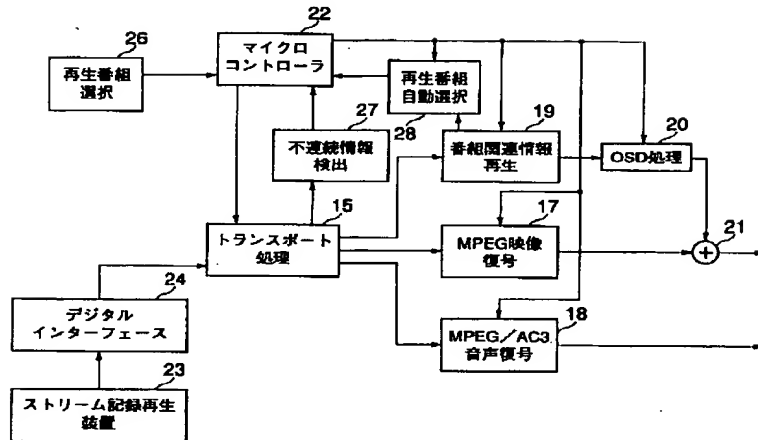 22
マイクロ
コントローラ
26
再生番組
選択
再生番組
自動選択
28
27
不連続情報
検出
19
番組関連情報
再生
20
OSD処理
15
トランスポート
処理
17
MPEG映像
復号
21
+
24
デジタル
インターフェース
18
MPEG/AC3
音声復号
23
ストリーム記録再生
装置